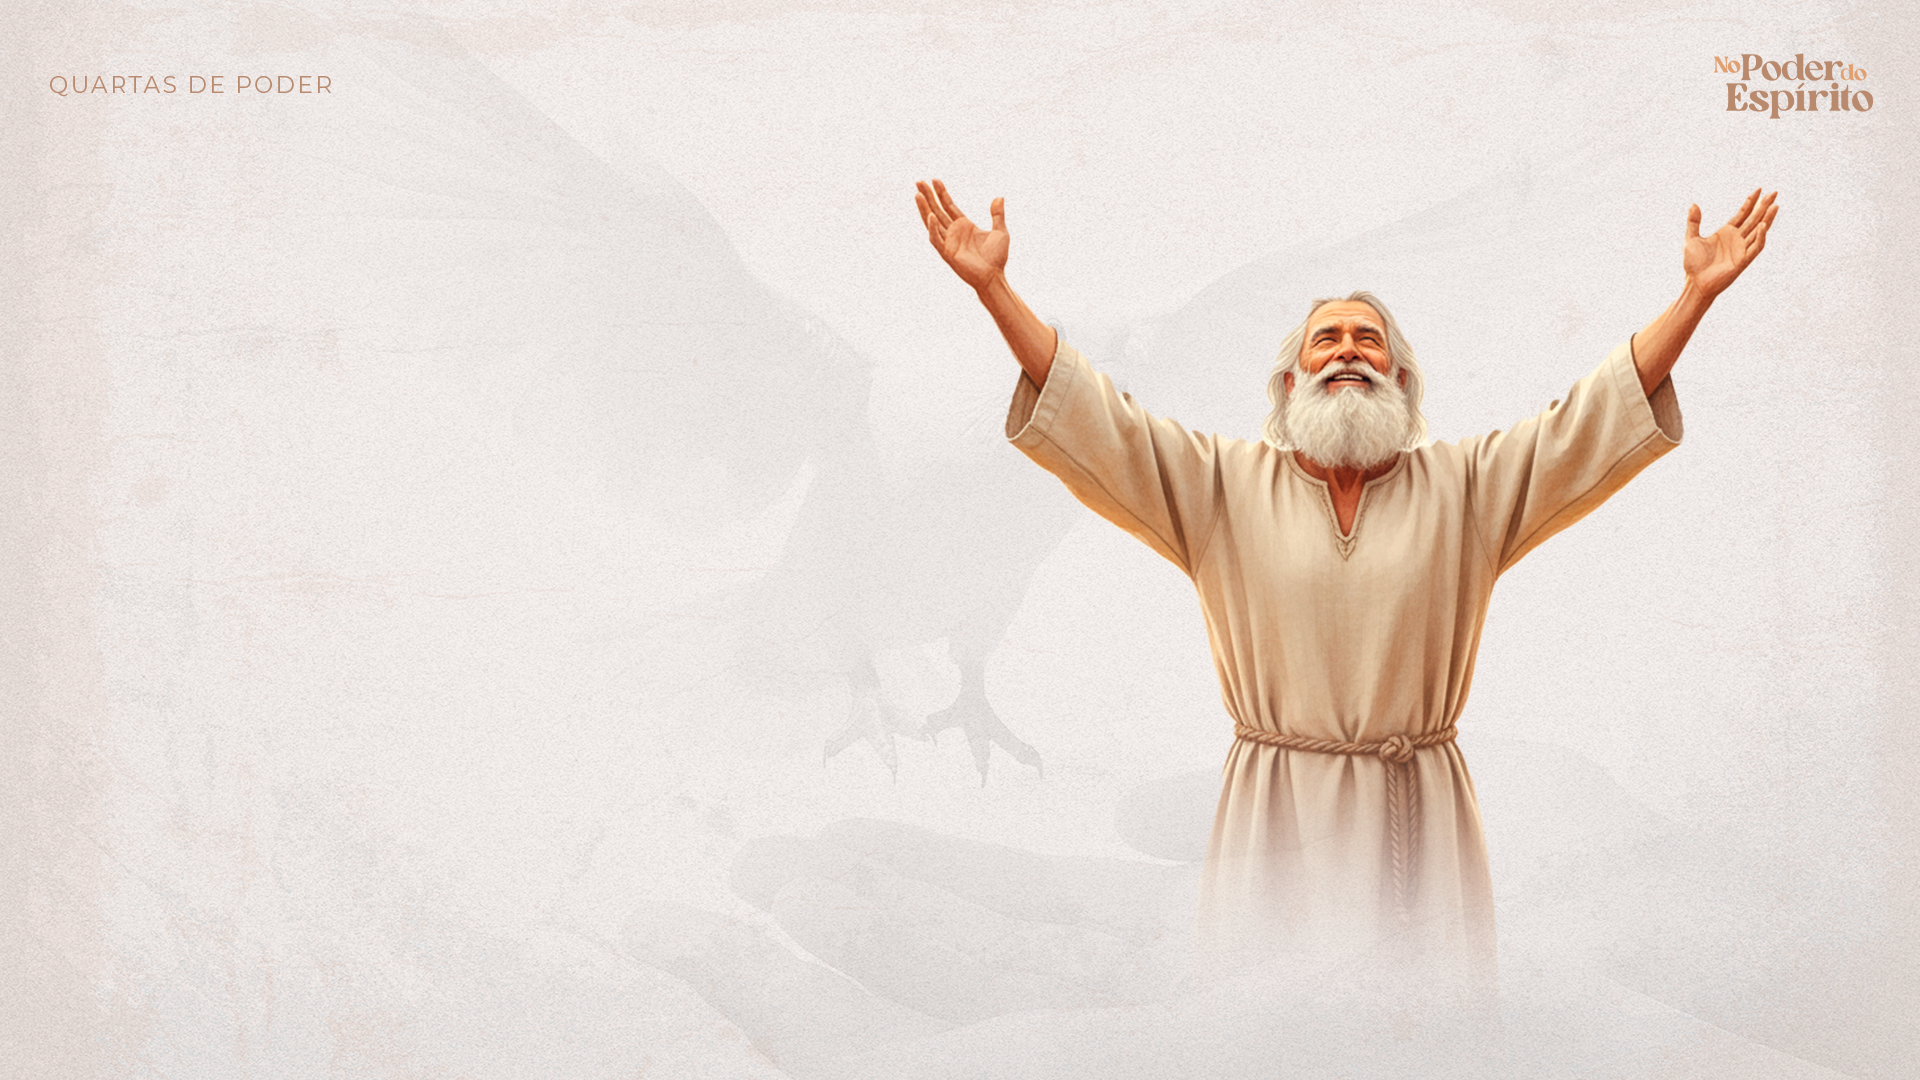 QUARTAS DE PODER
No Poder do
Espírito